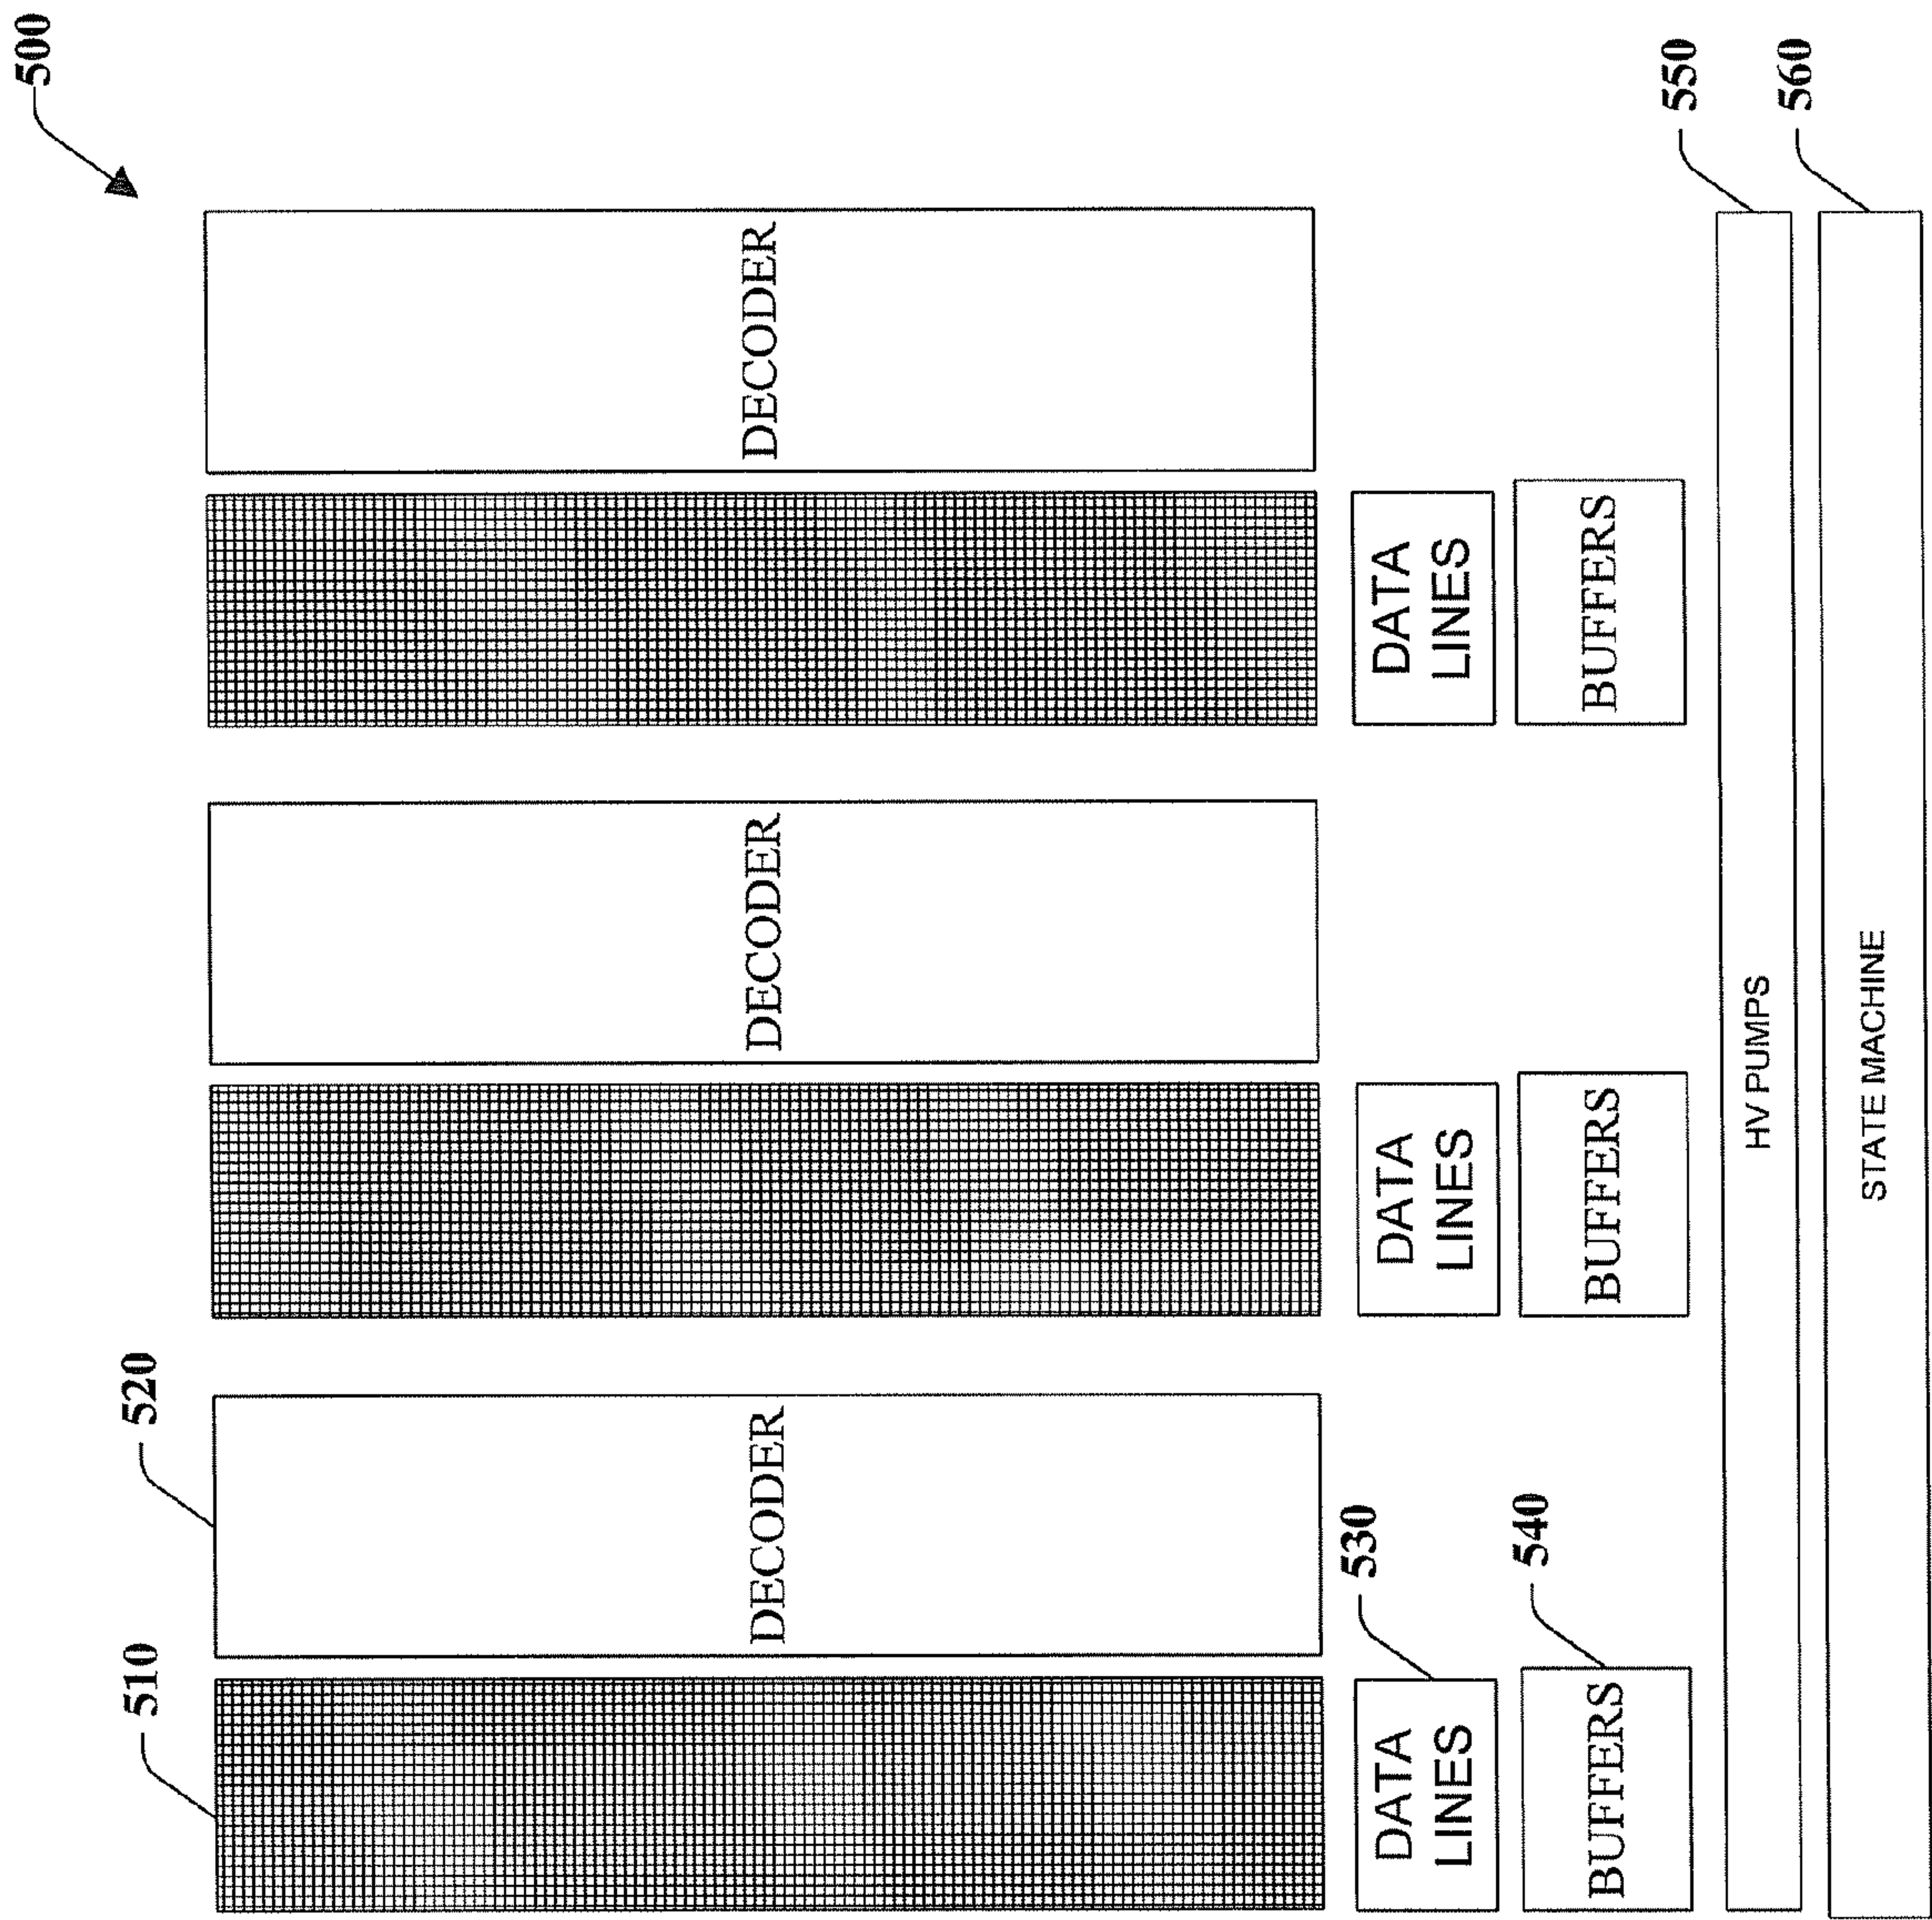 500
510
520
DECODER
DECODER
DECODER
530
DATA
LINES
DATA
LINES
DATA
LINES
540
BUFFERS
BUFFERS
BUFFERS
550
HV PUMPS
560
STATE MACHINE